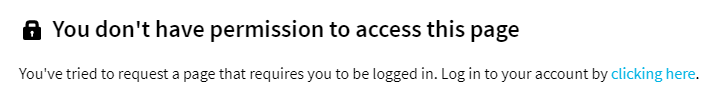 You don't have permission to access this page
You've tried to request a page that requires you to be logged in. Log in to your account by clicking here.